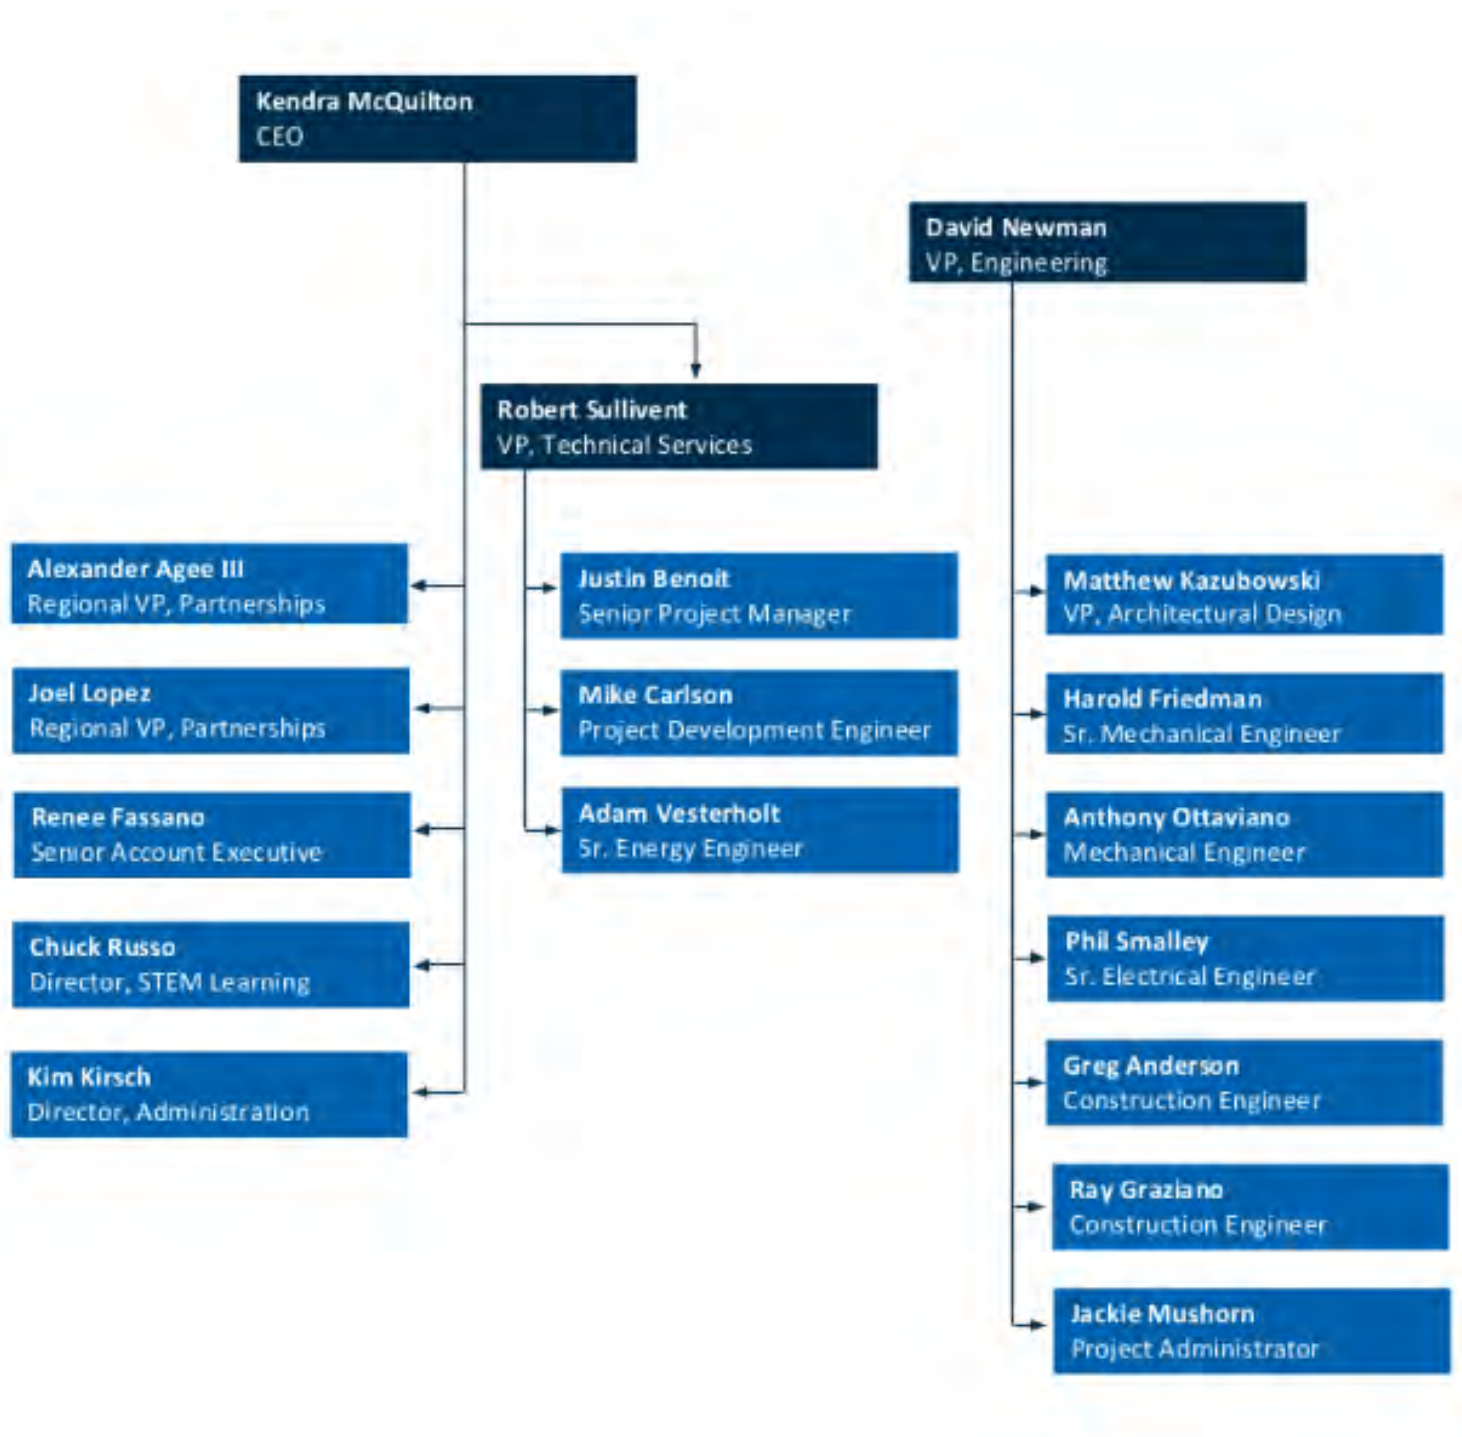 Kendra McQuilton
CEO
David Newman
VP, Engineering
Robert Sullivent
VP, Technical Services
Alexander Agee III
Regional VP, Partnerships
Joel Lopez
Regional VP, Partnerships
Renee Fassano
Senior Account Executive
Chuck Russo
Director, STEM Learning
Kim Kirsch
Director, Administration
Justin Benoit
Senior Project Manager
Mike Carlson
Project Development Engineer
Adam Vesterholt
Sr. Energy Engineer
Matthew Kazubowski
VP, Architectural Design
Harold Friedman
Sr. Mechanical Engineer
Anthony Ottaviano
Mechanical Engineer
Phil Smalley
Sr. Electrical Engineer
Greg Anderson
Construction Engineer
Ray Graziano
Construction Engineer
Jackie Mushorn
Project Administrator